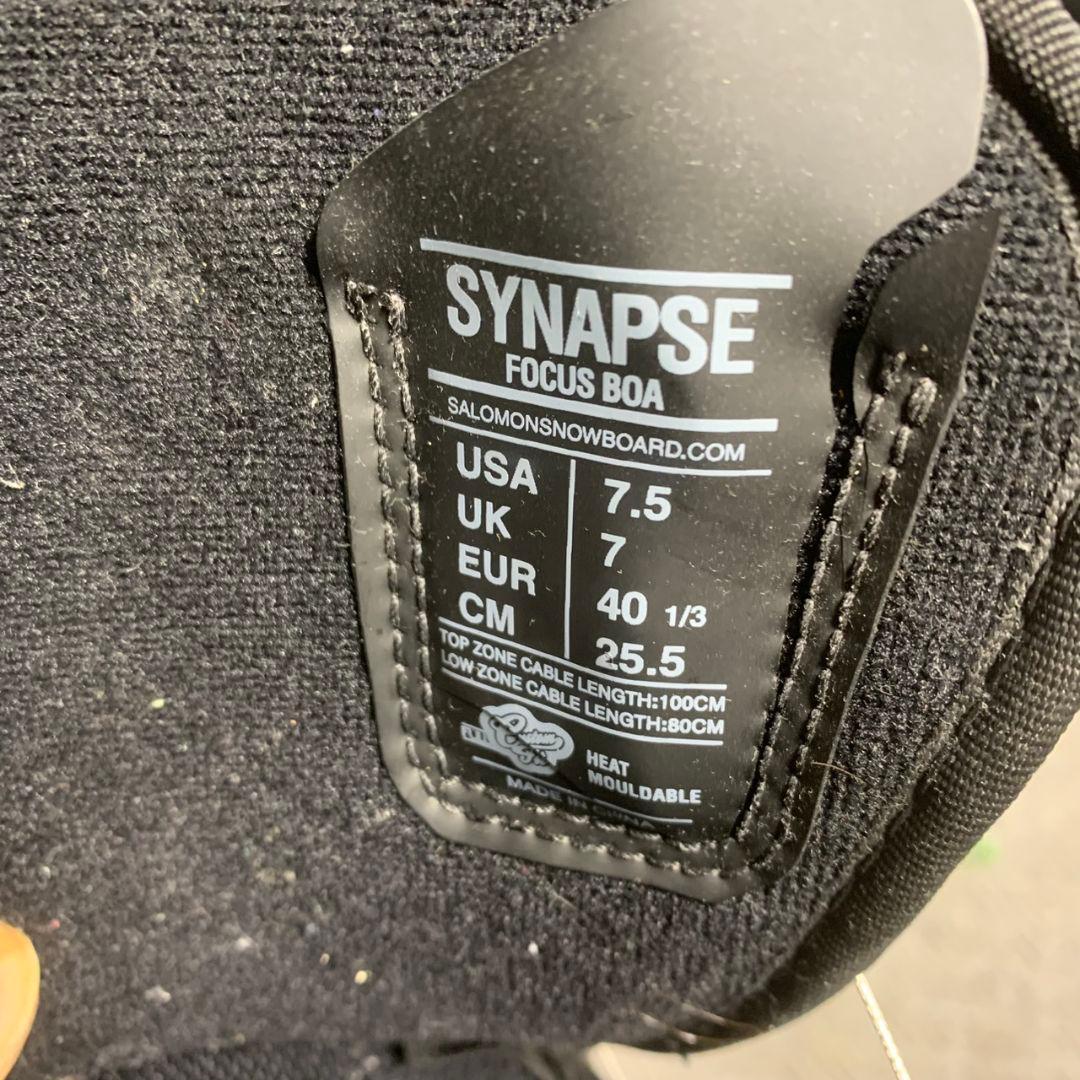 SYNAPSE
FOCUS BOA
SALOMONSNOWBOARD.COM
USA 7.5
UK 7
EUR 40 1/3
CM 25.5
TOP ZONE CABLE LENGTH:100CM
LOW ZONE CABLE LENGTH:80CM
HEAT
MOULDABLE
MADE IN CHINA